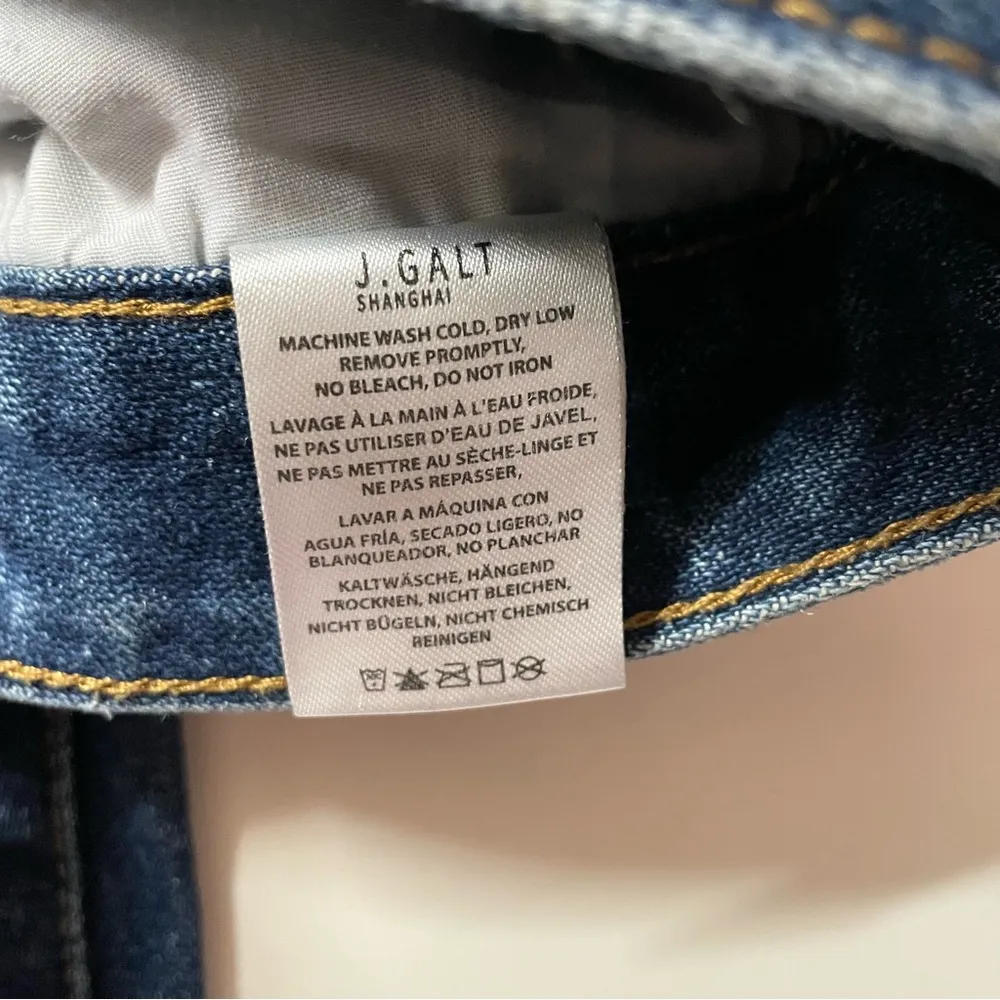 J.GALT
SHANGHAI
MACHINE WASH COLD, DRY LOW
REMOVE PROMPTLY,
NO BLEACH, DO NOT IRON
LAVAGE À LA MAIN À L'EAU FROIDE,
NE PAS UTILISER D'EAU DE JAVEL,
NE PAS METTRE AU SÈCHE-LINGE ET
NE PAS REPASSER,
LAVAR A MÁQUINA CON
AGUA FRÍA, SECADO LIGERO, NO
BLANQUEADOR, NO PLANCHAR
KALTWÄSCHE, HÄNGEND
TROCKNEN, NICHT BLEICHEN,
NICHT BÜGELN, NICHT CHEMISCH
REINIGEN